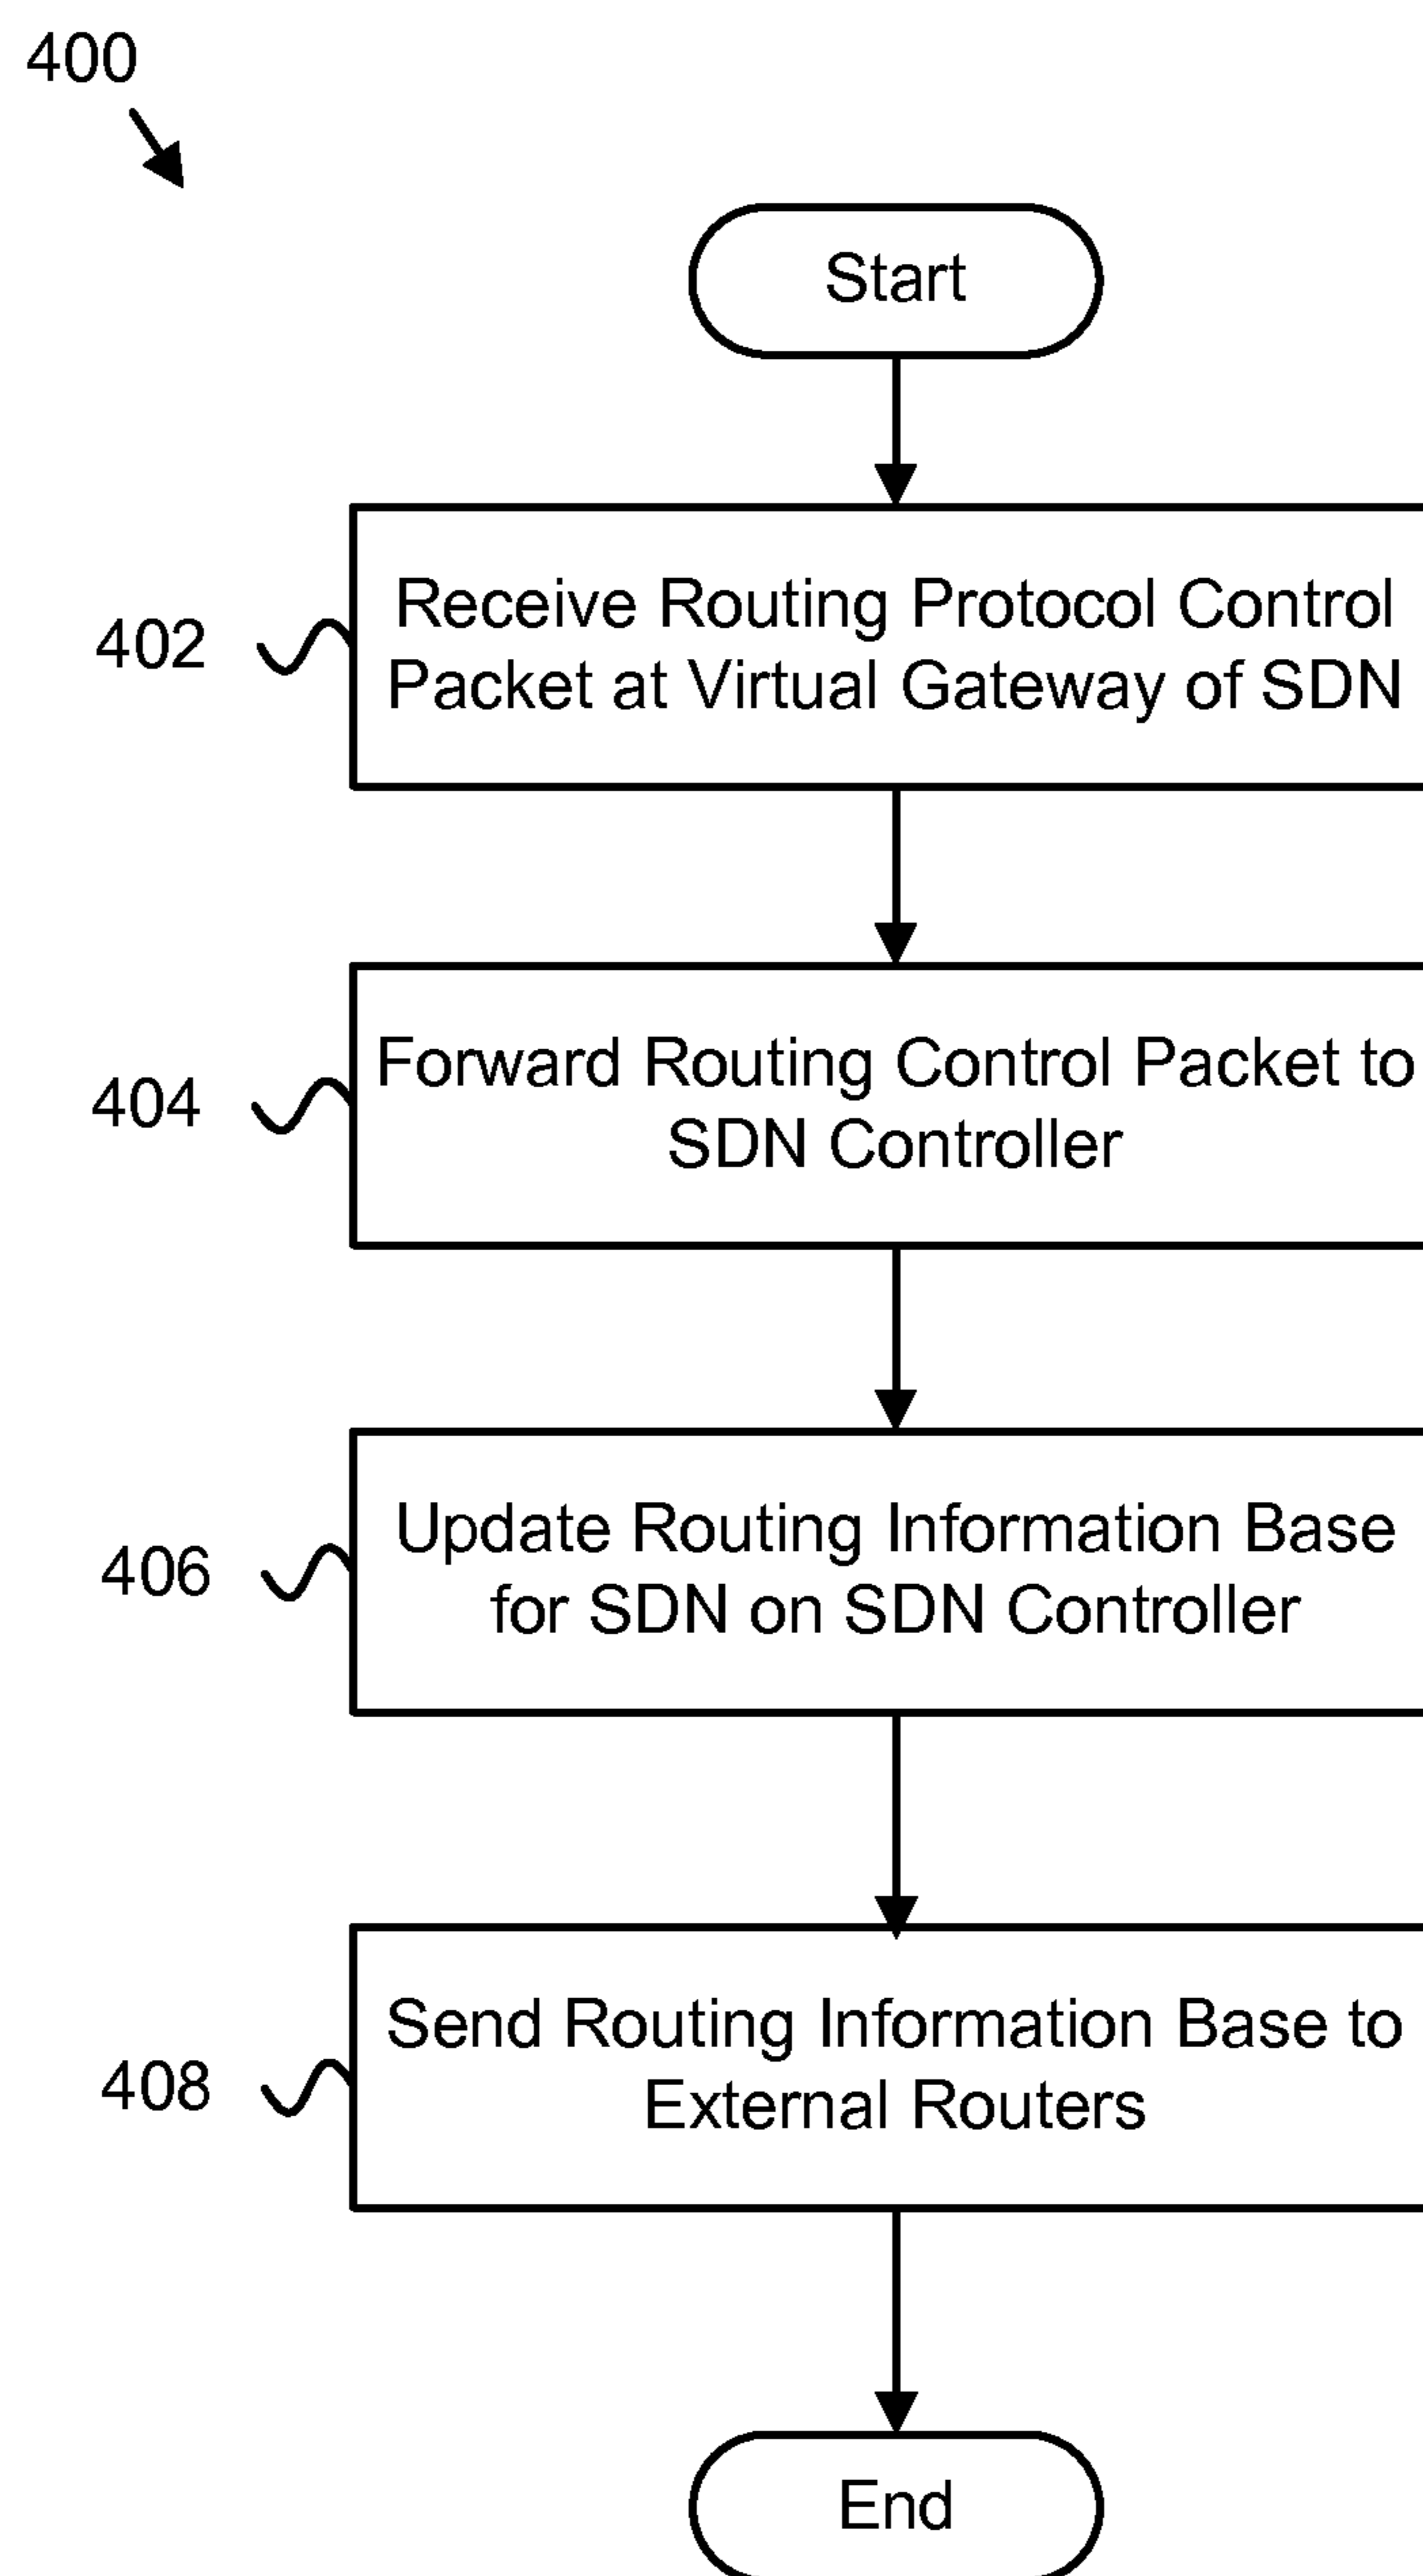 400
Start
402
Receive Routing Protocol Control
Packet at Virtual Gateway of SDN
404
Forward Routing Control Packet to
SDN Controller
406
Update Routing Information Base
for SDN on SDN Controller
408
Send Routing Information Base to
External Routers
End